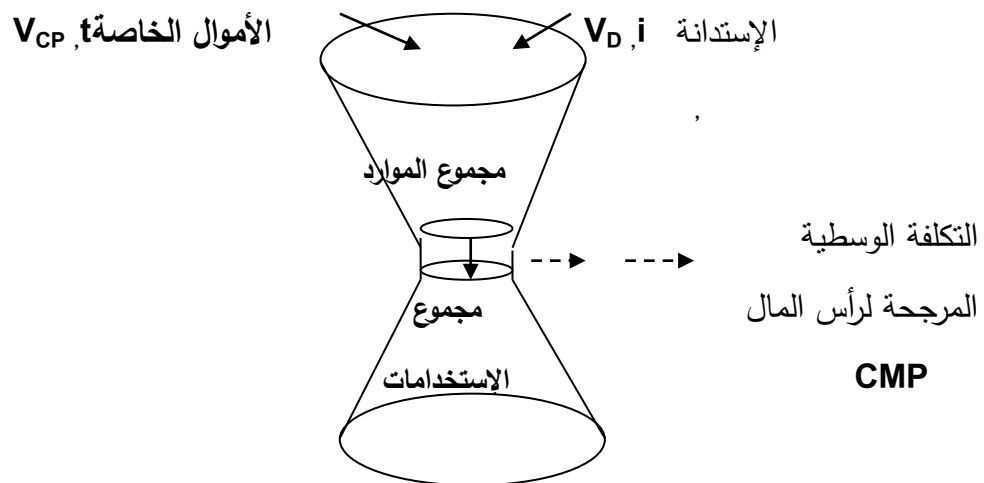 الإستدانة V_D ,i
الأموال الخاصة V_CP ,t
,
مجموع الموارد
التكلفة الوسطية
المرجحة لرأس المال
CMP
مجموع
الإستخدامات